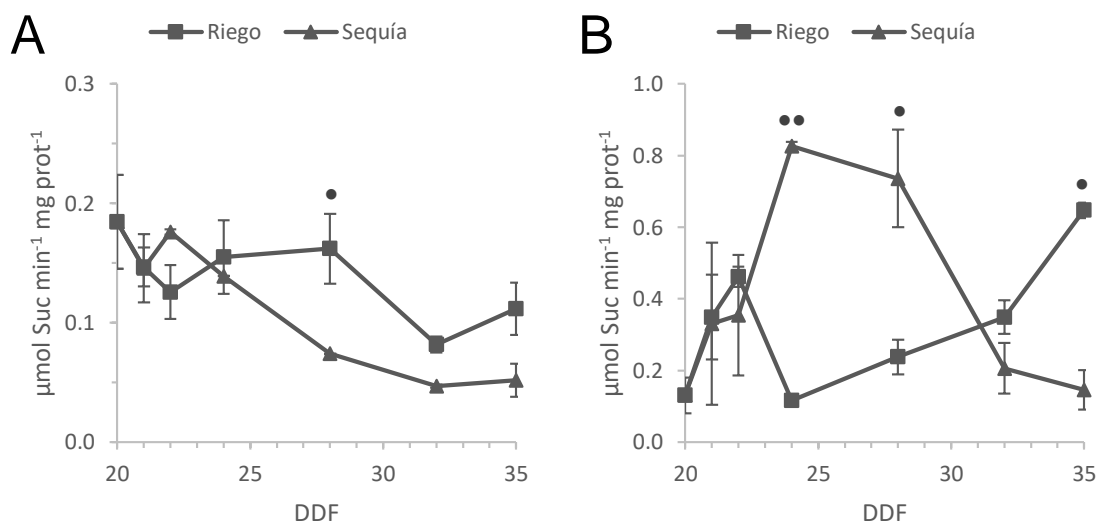 A
Riego Sequía
0.3
0.2
0.1
0.0
µmol Suc min⁻¹ mg prot⁻¹
20 25 30 35
DDF
B
Riego Sequía
1.0
0.8
0.6
0.4
0.2
0.0
µmol Suc min⁻¹ mg prot⁻¹
20 25 30 35
DDF